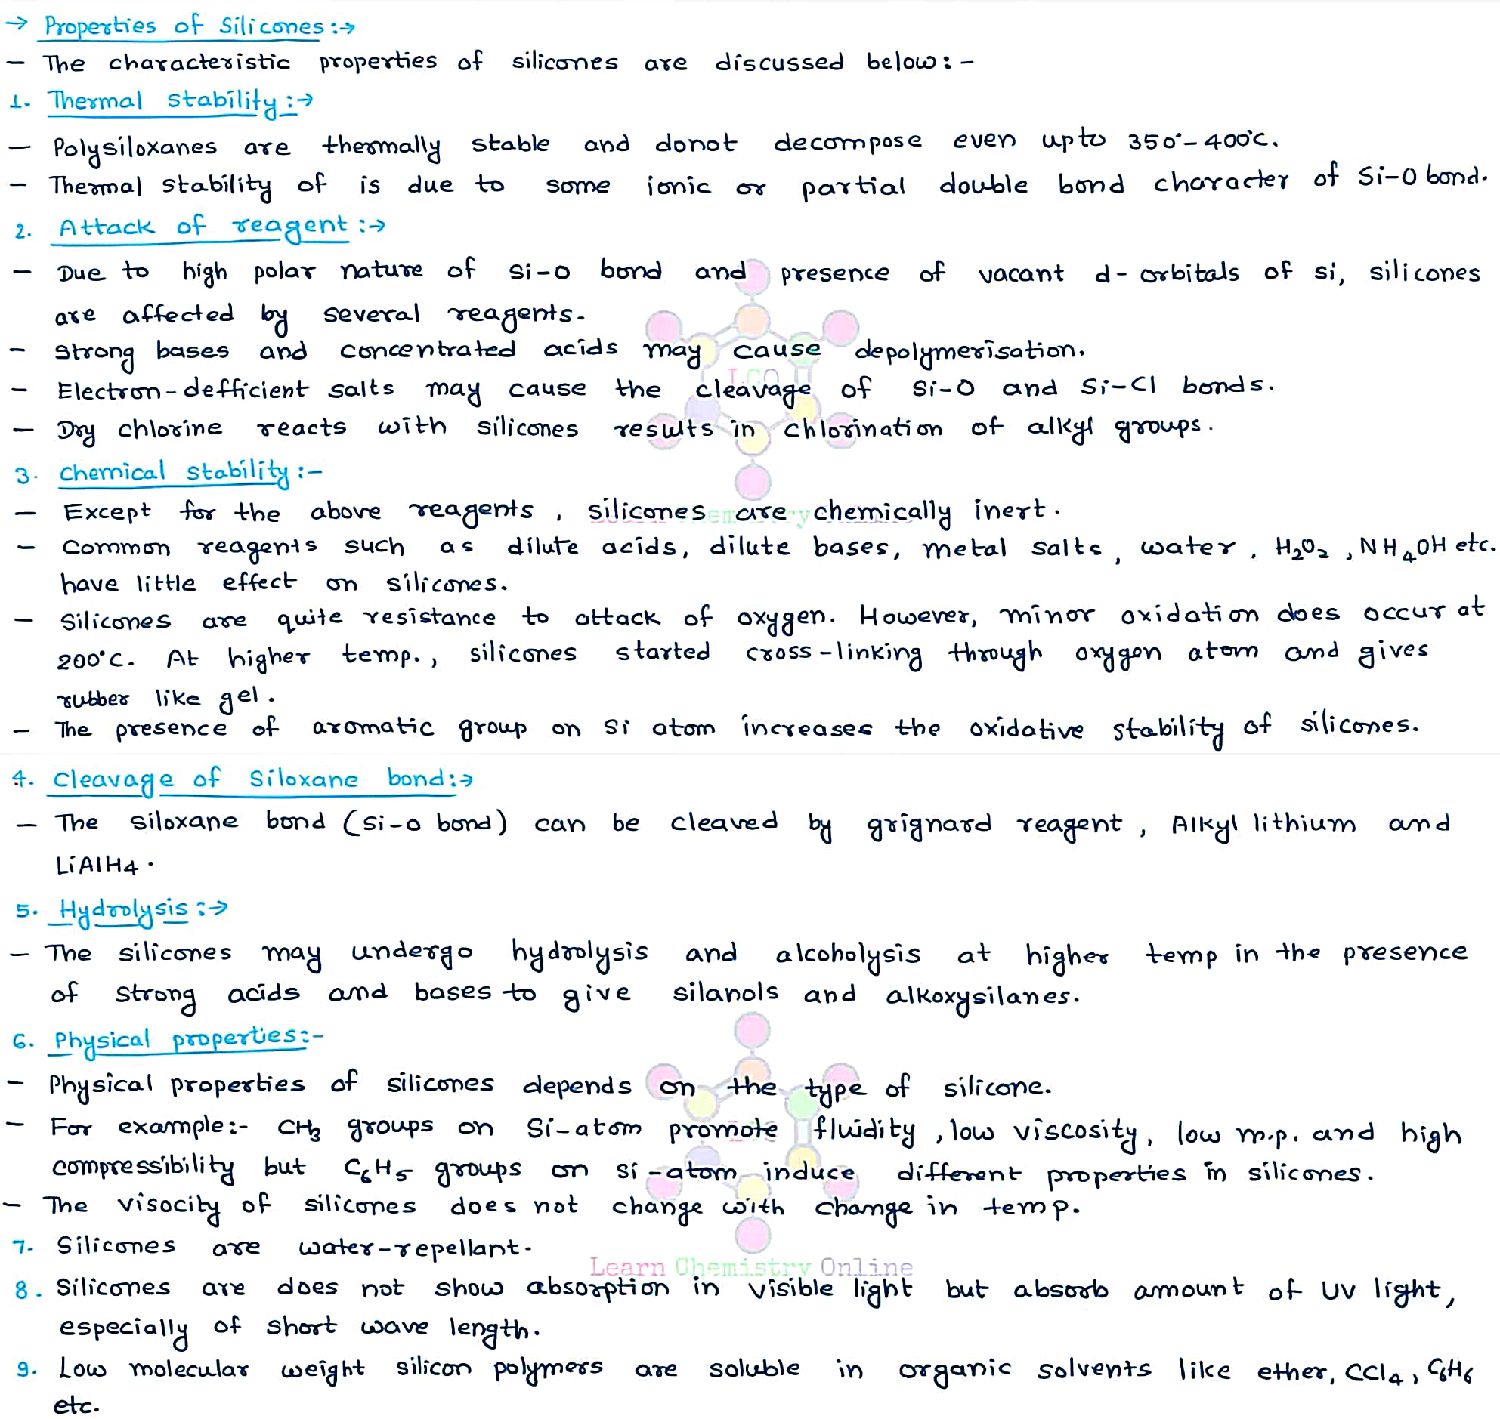 → Properties of Silicones:→
- The characteristic properties of silicones are discussed below:-
1. Thermal stability:→
- Polysiloxanes are thermally stable and donot decompose even upto 350°-400°C.
- Thermal stability of is due to some ionic or partial double bond character of Si-O bond.
2. Attack of reagent:→
- Due to high polar nature of Si-O bond and presence of vacant d-orbitals of si, silicones
are affected by several reagents.
- Strong bases and concentrated acids may cause depolymerisation.
LCO
- Electron-defficient salts may cause the cleavage of Si-O and Si-Cl bonds.
- Dry chlorine reacts with silicones results in chlorination of alkyl groups.
3. Chemical stability:-
- Except for the above reagents, silicones are chemically inert.
Learn Chemistry Online
- Common reagents such as dilute acids, dilute bases, metal salts, water, H₂O₂, NH₄OH etc.
have little effect on silicones.
- Silicones are quite resistance to attack of oxygen. However, minor oxidation does occur at
200°C. At higher temp., silicones started cross-linking through oxygen atom and gives
rubber like gel.
- The presence of aromatic group on Si atom increases the oxidative stability of silicones.
4. Cleavage of Siloxane bond:→
- The siloxane bond (Si-O bond) can be cleaved by grignard reagent, Alkyl lithium and
LiAlH4.
5. Hydrolysis:→
- The silicones may undergo hydrolysis and alcoholysis at higher temp in the presence
of strong acids and bases to give silanols and alkoxysilanes.
6. Physical properties:-
- Physical properties of silicones depends on the type of silicone.
- For example:- CH₃ groups on Si-atom promote fluidity, low viscosity, low m.p. and high
compressibility but C₆H₅ groups on si-atom induce different properties in silicones.
- The visocity of silicones does not change with change in temp.
7. Silicones are water-repellant.
Learn Chemistry Online
8. Silicones are does not show absorption in visible light but absorb amount of UV light,
especially of short wave length.
9. Low molecular weight silicon polymers are soluble in organic solvents like ether, CCl₄, C₆H₆
etc.